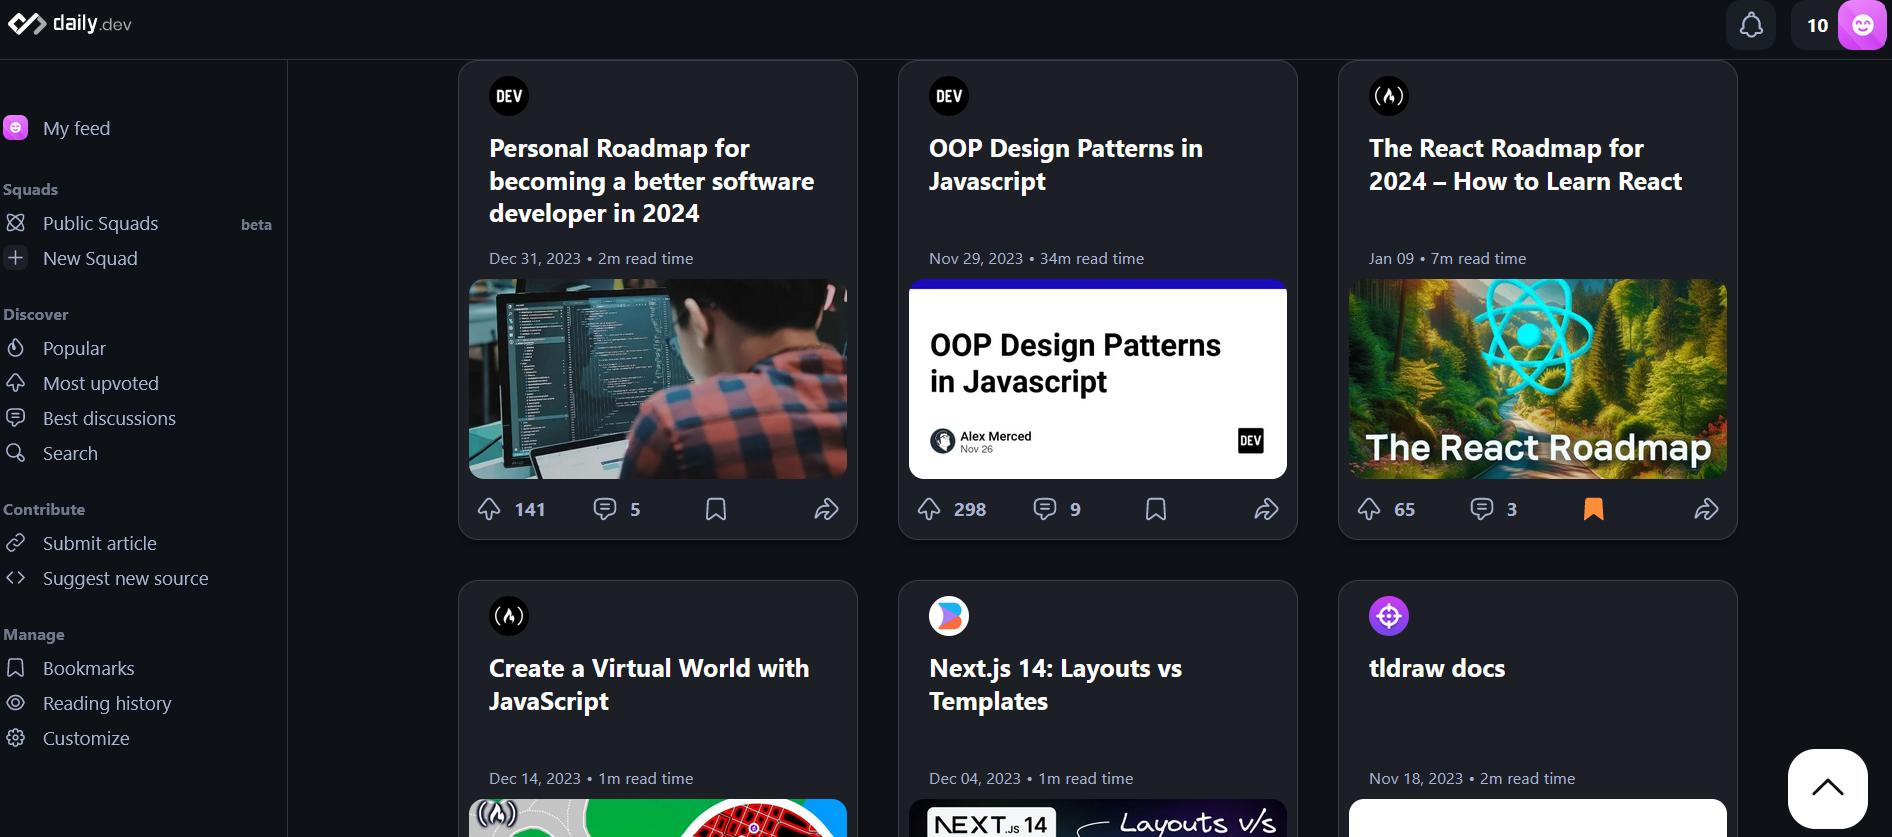 daily.dev
10
My feed
Squads
Public Squads beta
New Squad
Discover
Popular
Most upvoted
Best discussions
Search
Contribute
Submit article
Suggest new source
Manage
Bookmarks
Reading history
Customize
DEV
Personal Roadmap for
becoming a better software
developer in 2024
Dec 31, 2023 • 2m read time
141 5
DEV
OOP Design Patterns in
Javascript
Nov 29, 2023 • 34m read time
OOP Design Patterns
in Javascript
Alex Merced
Nov 26
DEV
298 9
The React Roadmap for
2024 – How to Learn React
Jan 09 • 7m read time
The React Roadmap
65 3
Create a Virtual World with
JavaScript
Dec 14, 2023 • 1m read time
Next.js 14: Layouts vs
Templates
Dec 04, 2023 • 1m read time
NEXT.JS 14 Layouts v/s
tldraw docs
Nov 18, 2023 • 2m read time